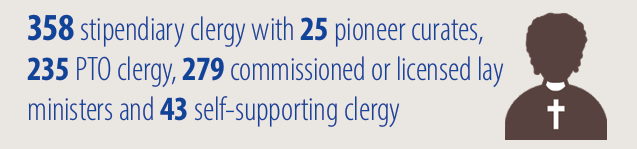 358 stipendiary clergy with 25 pioneer curates,
235 PTO clergy, 279 commissioned or licensed lay
ministers and 43 self-supporting clergy